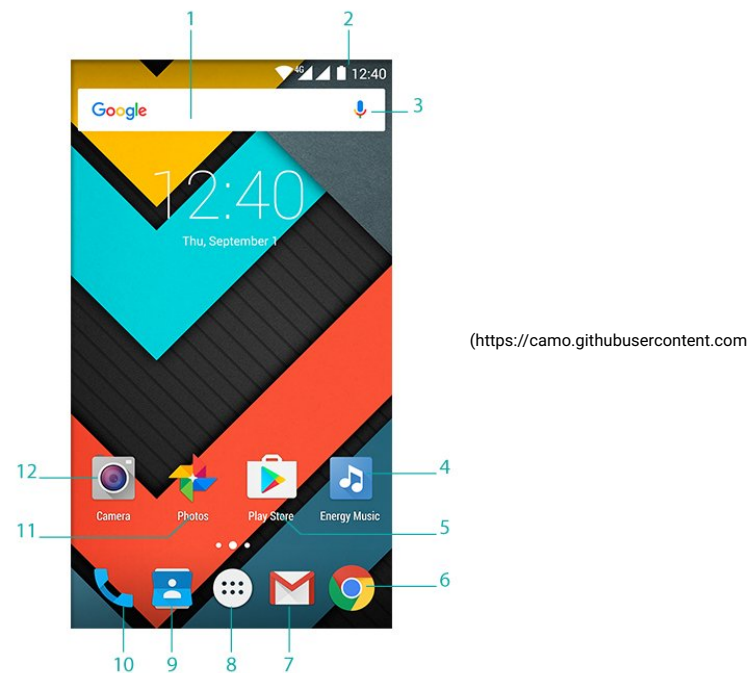 1
2
4G 12:40
Google
3
12:40
Thu, September 1
(https://camo.githubusercontent.com
12
4
Camera
Photos
Play Store
Energy Music
11
5
6
10
9
8
7